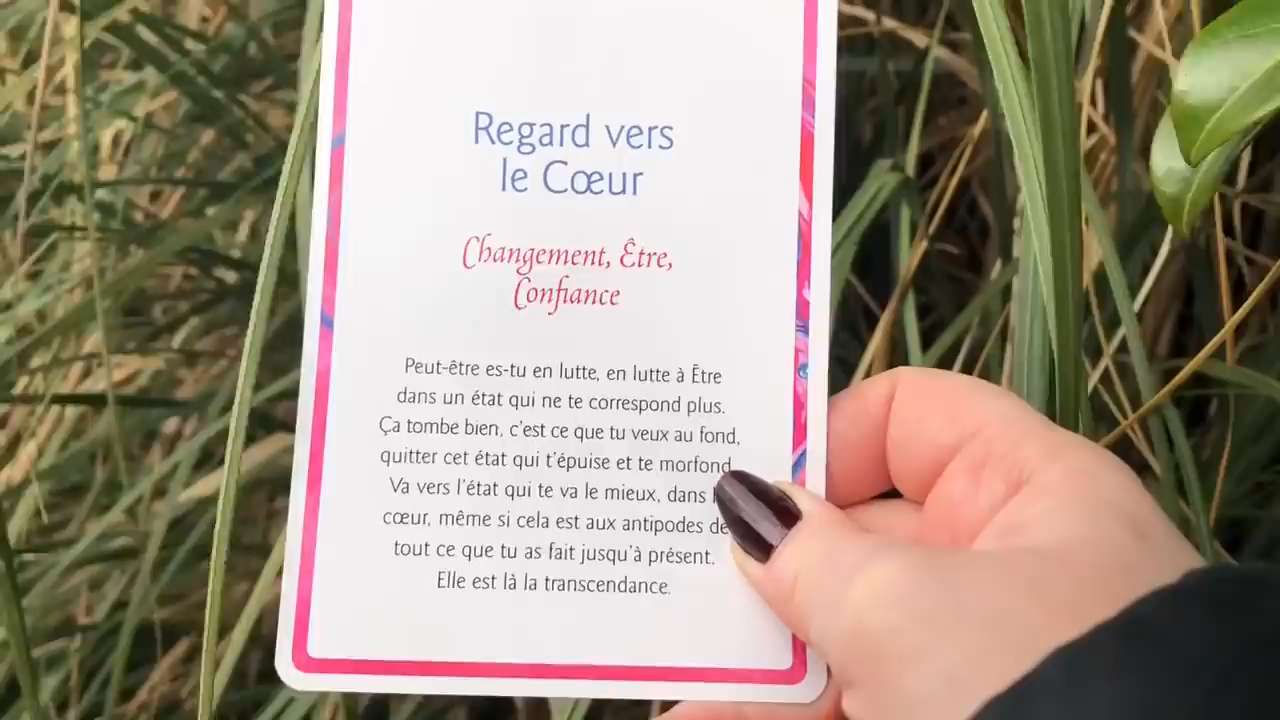 Regard vers
le Cœur
Changement, Être,
Confiance
Peut-être es-tu en lutte, en lutte à Être
dans un état qui ne te correspond plus.
Ça tombe bien, c'est ce que tu veux au fond,
quitter cet état qui t'épuise et te morfond
Va vers l'état qui te va le mieux, dans
cœur, même si cela est aux antipodes de
tout ce que tu as fait jusqu'à présent.
Elle est là la transcendance.